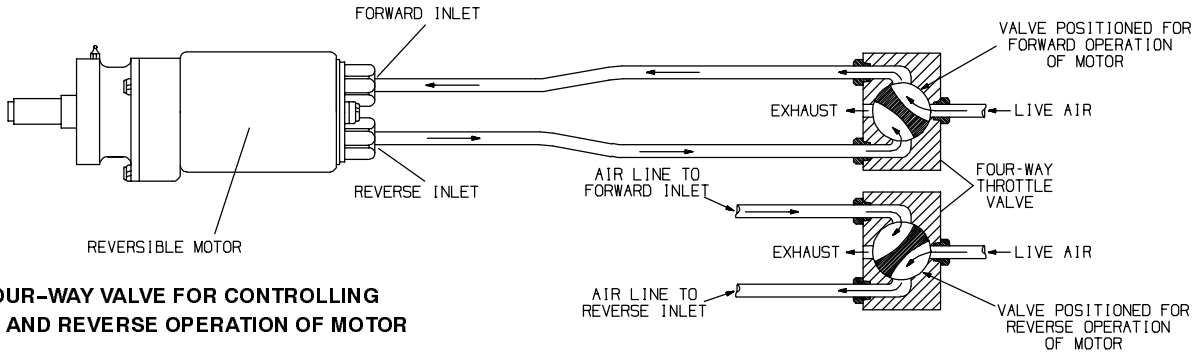 FORWARD INLET
VALVE POSITIONED FOR
FORWARD OPERATION
OF MOTOR
EXHAUST
LIVE AIR
REVERSE INLET
AIR LINE TO
FORWARD INLET
FOUR-WAY
THROTTLE
VALVE
REVERSIBLE MOTOR
EXHAUST
LIVE AIR
AIR LINE TO
REVERSE INLET
VALVE POSITIONED FOR
REVERSE OPERATION
OF MOTOR
OUR-WAY VALVE FOR CONTROLLING
AND REVERSE OPERATION OF MOTOR